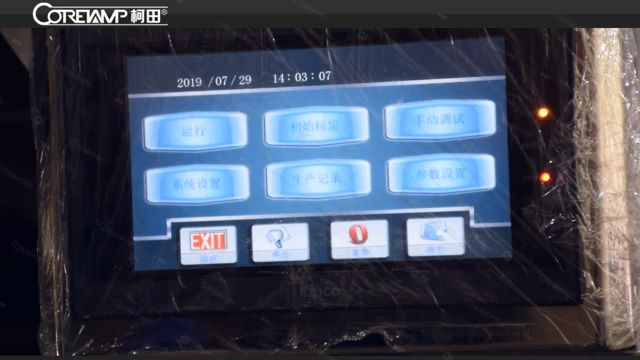 CORETAMP 柯田®
2019 /07/29 14:03:07
运行 初始标定 手动调试
系统设置 生产记录 参数设置
EXIT